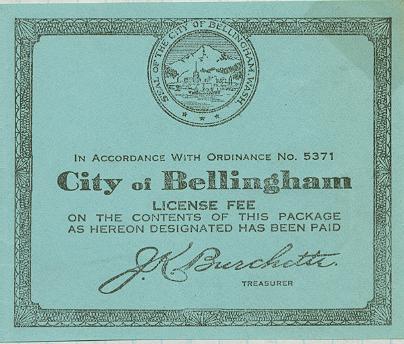 SEAL OF THE CITY OF BELLINGHAM, WASH.
IN ACCORDANCE WITH ORDINANCE NO. 5371
City of Bellingham
LICENSE FEE
ON THE CONTENTS OF THIS PACKAGE
AS HEREON DESIGNATED HAS BEEN PAID
J.K. Burchette.
TREASURER